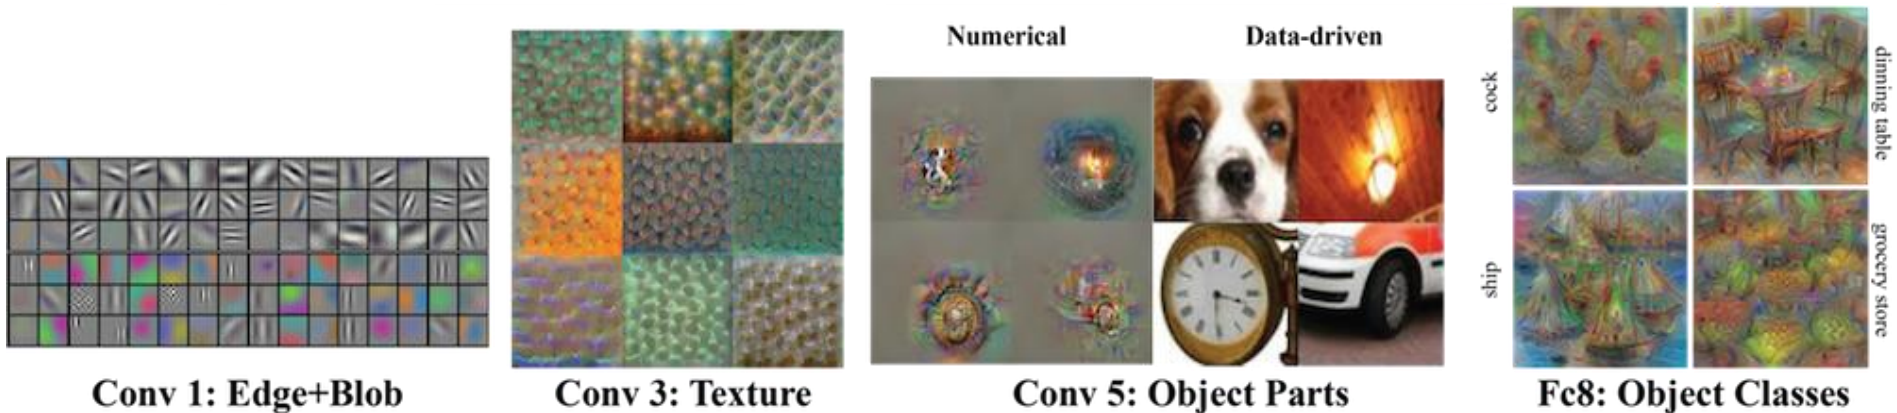 Numerical
Data-driven
cock
dinning table
ship
grocery store
Conv 1: Edge+Blob
Conv 3: Texture
Conv 5: Object Parts
Fc8: Object Classes